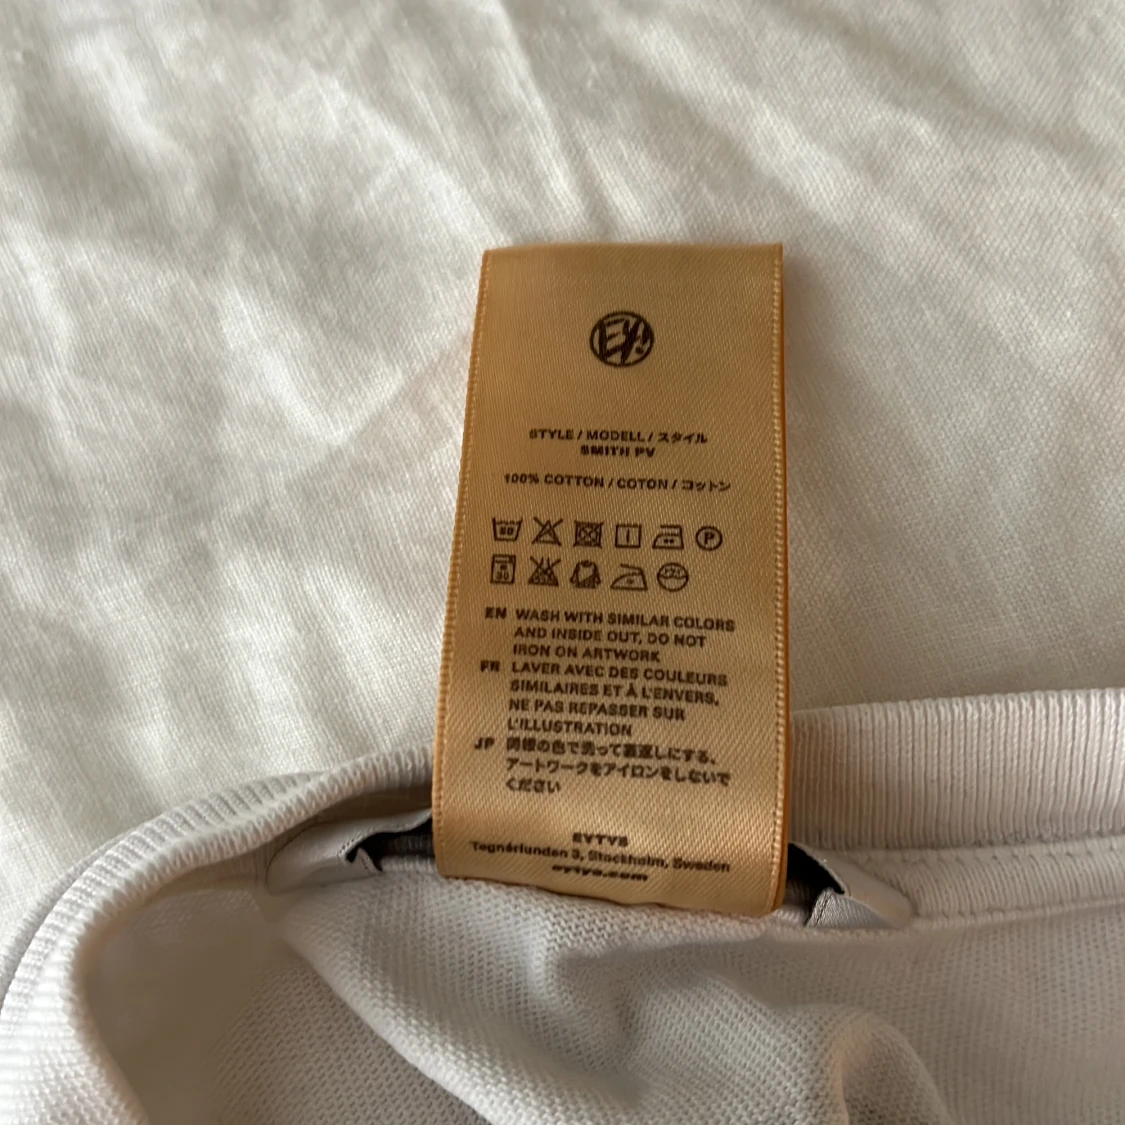 EY!
STYLE / MODELL / スタイル
SMITH PV
100% COTTON / COTON / コットン
P
EN WASH WITH SIMILAR COLORS
AND INSIDE OUT, DO NOT
IRON ON ARTWORK
FR LAVER AVEC DES COULEURS
SIMILAIRES ET À L'ENVERS,
NE PAS REPASSER SUR
L'ILLUSTRATION
JP 同様の色で洗って裏返しにする、
アートワークをアイロンをしないで
ください
EYTYS
Tegnérlunden 3, Stockholm, Sweden
eytys.com